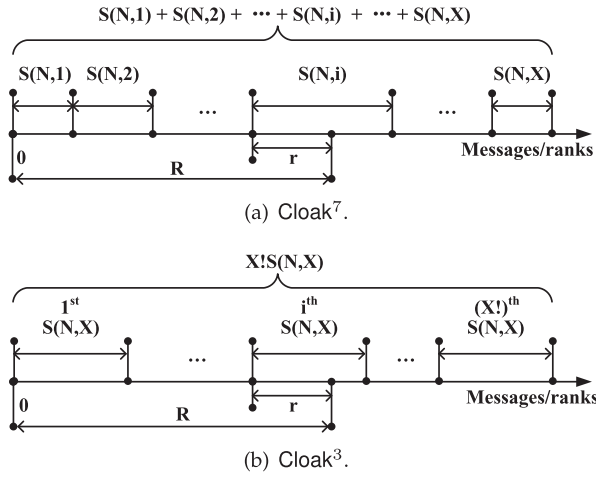 S(N,1) + S(N,2) + ··· + S(N,i) + ··· + S(N,X)
S(N,1) S(N,2) S(N,i) S(N,X)
··· ···
Messages/ranks
0 r
R
(a) Cloak⁷.
X!S(N,X)
1st ith (X!)th
S(N,X) S(N,X) S(N,X)
··· ···
Messages/ranks
0 r
R
(b) Cloak³.